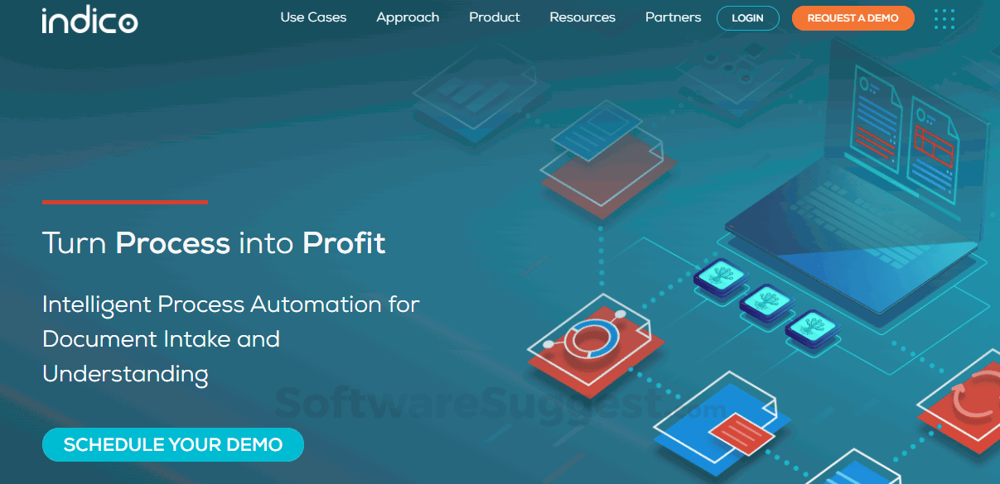 indico
Use Cases
Approach
Product
Resources
Partners
LOGIN
REQUEST A DEMO
Turn Process into Profit
Intelligent Process Automation for
Document Intake and
Understanding
SoftwareSuggest.com
SCHEDULE YOUR DEMO